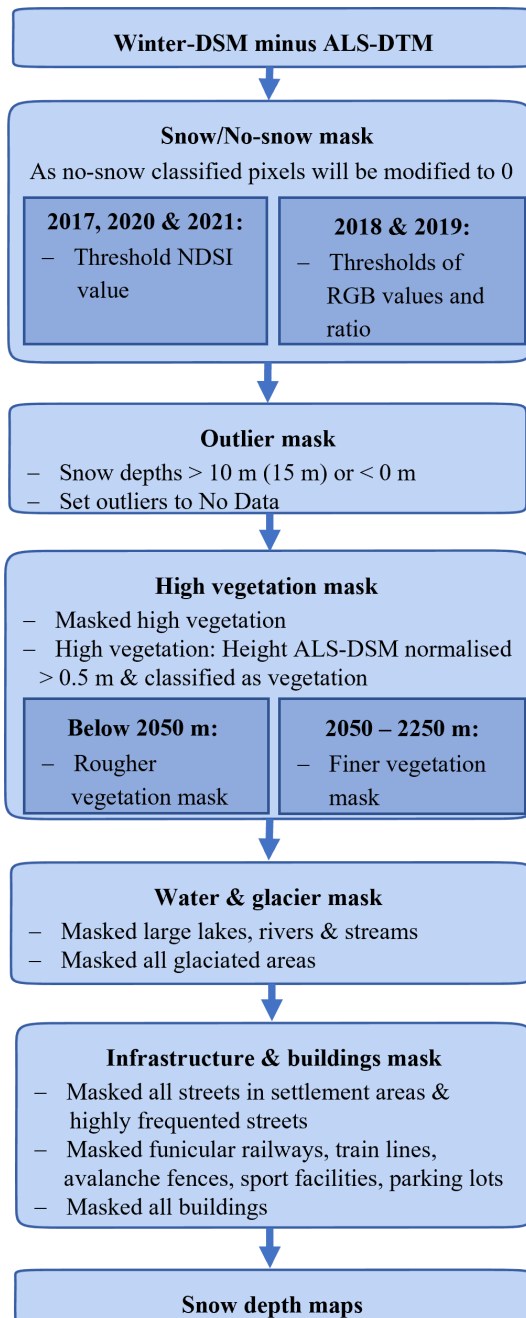 Winter-DSM minus ALS-DTM
Snow/No-snow mask
As no-snow classified pixels will be modified to 0
2017, 2020 & 2021:
– Threshold NDSI
value
2018 & 2019:
– Thresholds of
RGB values and
ratio
Outlier mask
– Snow depths > 10 m (15 m) or < 0 m
– Set outliers to No Data
High vegetation mask
– Masked high vegetation
– High vegetation: Height ALS-DSM normalised
> 0.5 m & classified as vegetation
Below 2050 m:
– Rougher
vegetation mask
2050 – 2250 m:
– Finer vegetation
mask
Water & glacier mask
– Masked large lakes, rivers & streams
– Masked all glaciated areas
Infrastructure & buildings mask
– Masked all streets in settlement areas &
highly frequented streets
– Masked funicular railways, train lines,
avalanche fences, sport facilities, parking lots
– Masked all buildings
Snow depth maps